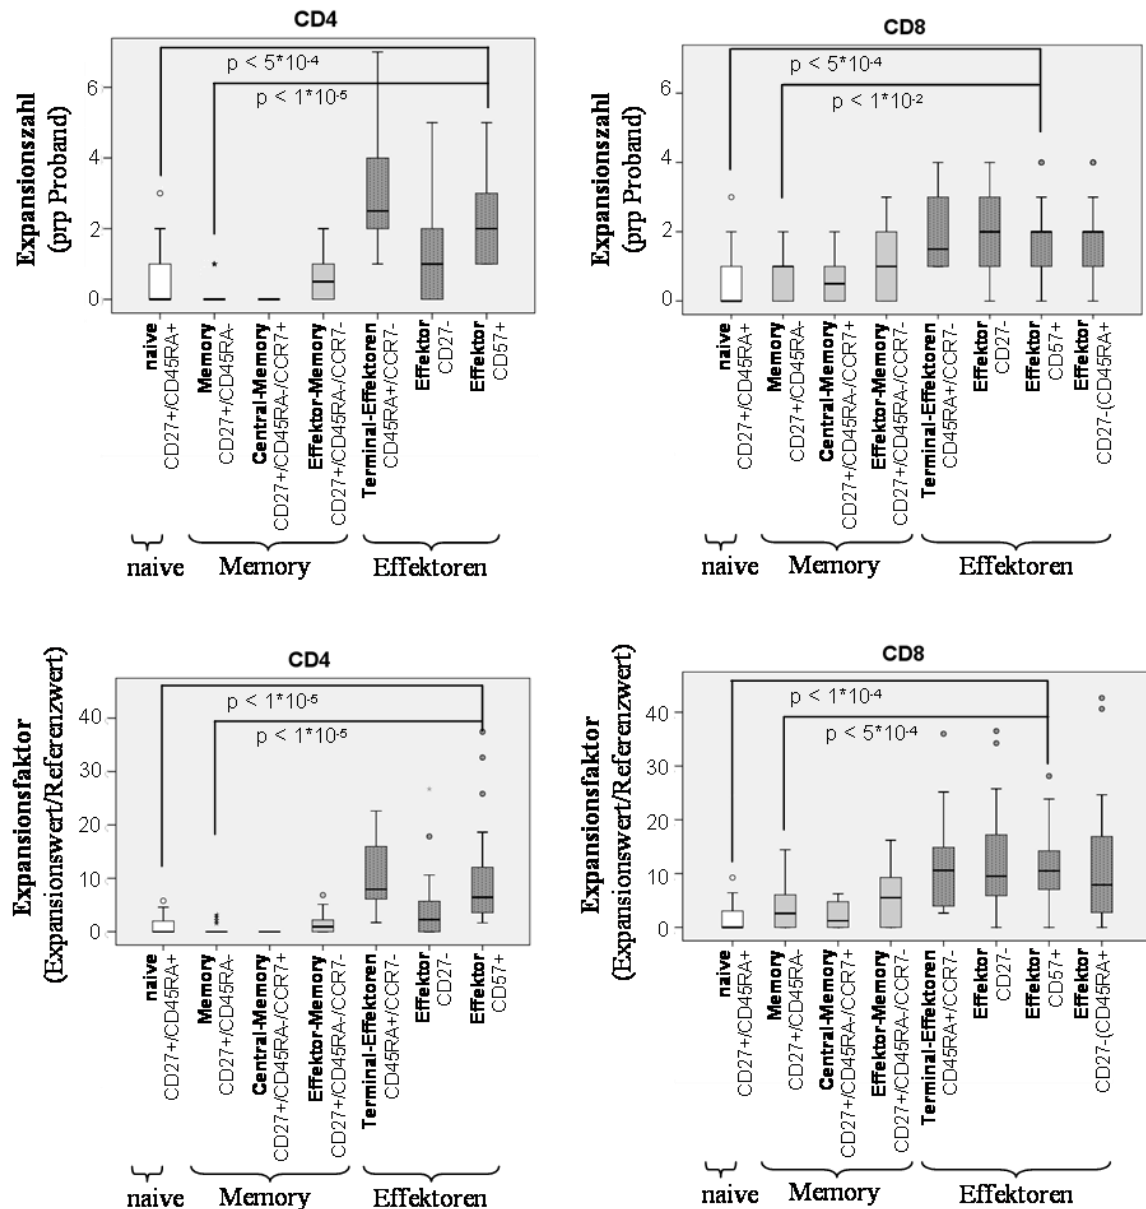 CD4
Expansionszahl
(prp Proband)
6
4
2
0
p < 5*10-4
p < 1*10-5
naive
CD27+/CD45RA+
Memory
CD27+/CD45RA-
Central-Memory
CD27+/CD45RA-/CCR7+
Effektor-Memory
CD27+/CD45RA-/CCR7-
Terminal-Effektoren
CD45RA+/CCR7-
Effektor
CD27-
Effektor
CD57+
naive
Memory
Effektoren
CD8
Expansionszahl
(prp Proband)
6
4
2
0
p < 5*10-4
p < 1*10-2
naive
CD27+/CD45RA+
Memory
CD27+/CD45RA-
Central-Memory
CD27+/CD45RA-/CCR7+
Effektor-Memory
CD27+/CD45RA-/CCR7-
Terminal-Effektoren
CD45RA+/CCR7-
Effektor
CD27-
Effektor
CD57+
Effektor
CD27-(CD45RA+
naive
Memory
Effektoren
CD4
Expansionsfaktor
(Expansionswert/Referenzwert)
40
30
20
10
0
p < 1*10-5
p < 1*10-5
naive
CD27+/CD45RA+
Memory
CD27+/CD45RA-
Central-Memory
CD27+/CD45RA-/CCR7+
Effektor-Memory
CD27+/CD45RA-/CCR7-
Terminal-Effektoren
CD45RA+/CCR7-
Effektor
CD27-
Effektor
CD57+
naive
Memory
Effektoren
CD8
Expansionsfaktor
(Expansionswert/Referenzwert)
40
30
20
10
0
p < 1*10-4
p < 5*10-4
naive
CD27+/CD45RA+
Memory
CD27+/CD45RA-
Central-Memory
CD27+/CD45RA-/CCR7+
Effektor-Memory
CD27+/CD45RA-/CCR7-
Terminal-Effektoren
CD45RA+/CCR7-
Effektor
CD27-
Effektor
CD57+
Effektor
CD27-(CD45RA+
naive
Memory
Effektoren